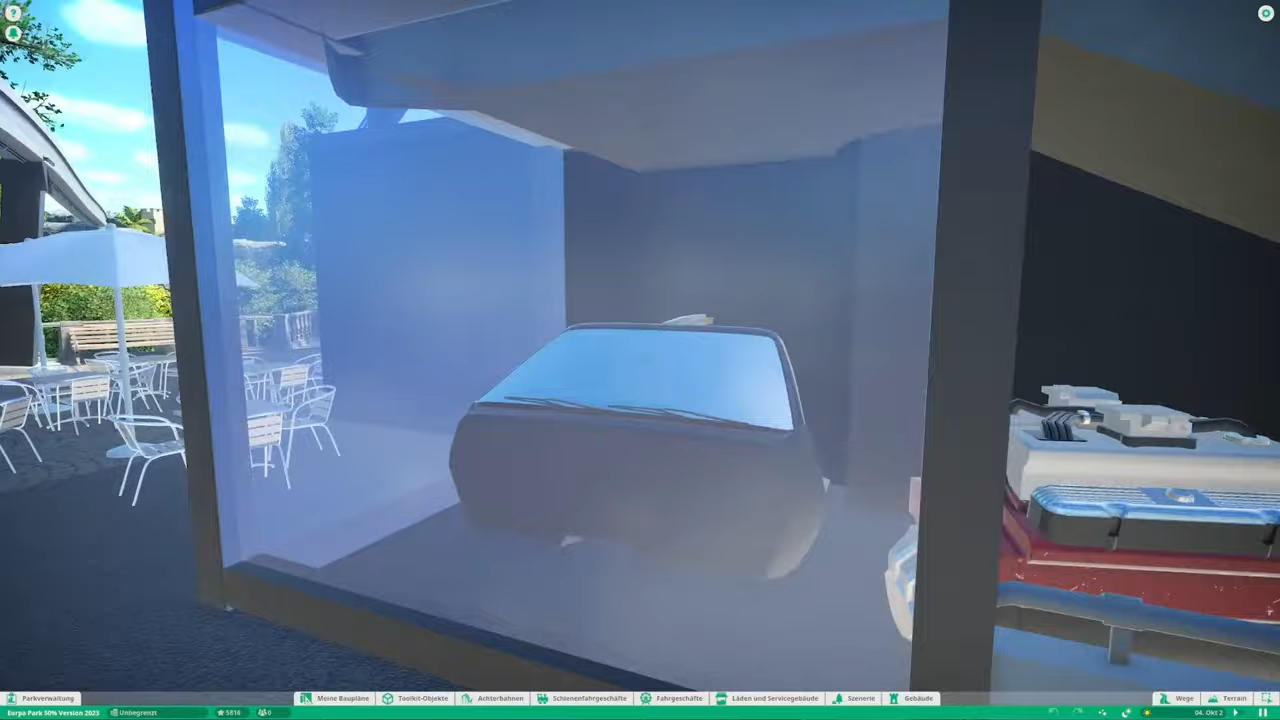 Parkverwaltung
Meine Baupläne
Toolkit-Objekte
Achterbahnen
Schienenfahrgeschäfte
Fahrgeschäfte
Läden und Servicegebäude
Szenerie
Gebäude
Wege
Terrain
Eurpa Park 50% Version 2023
Unbegrenzt
5816
0
04. Okt 2